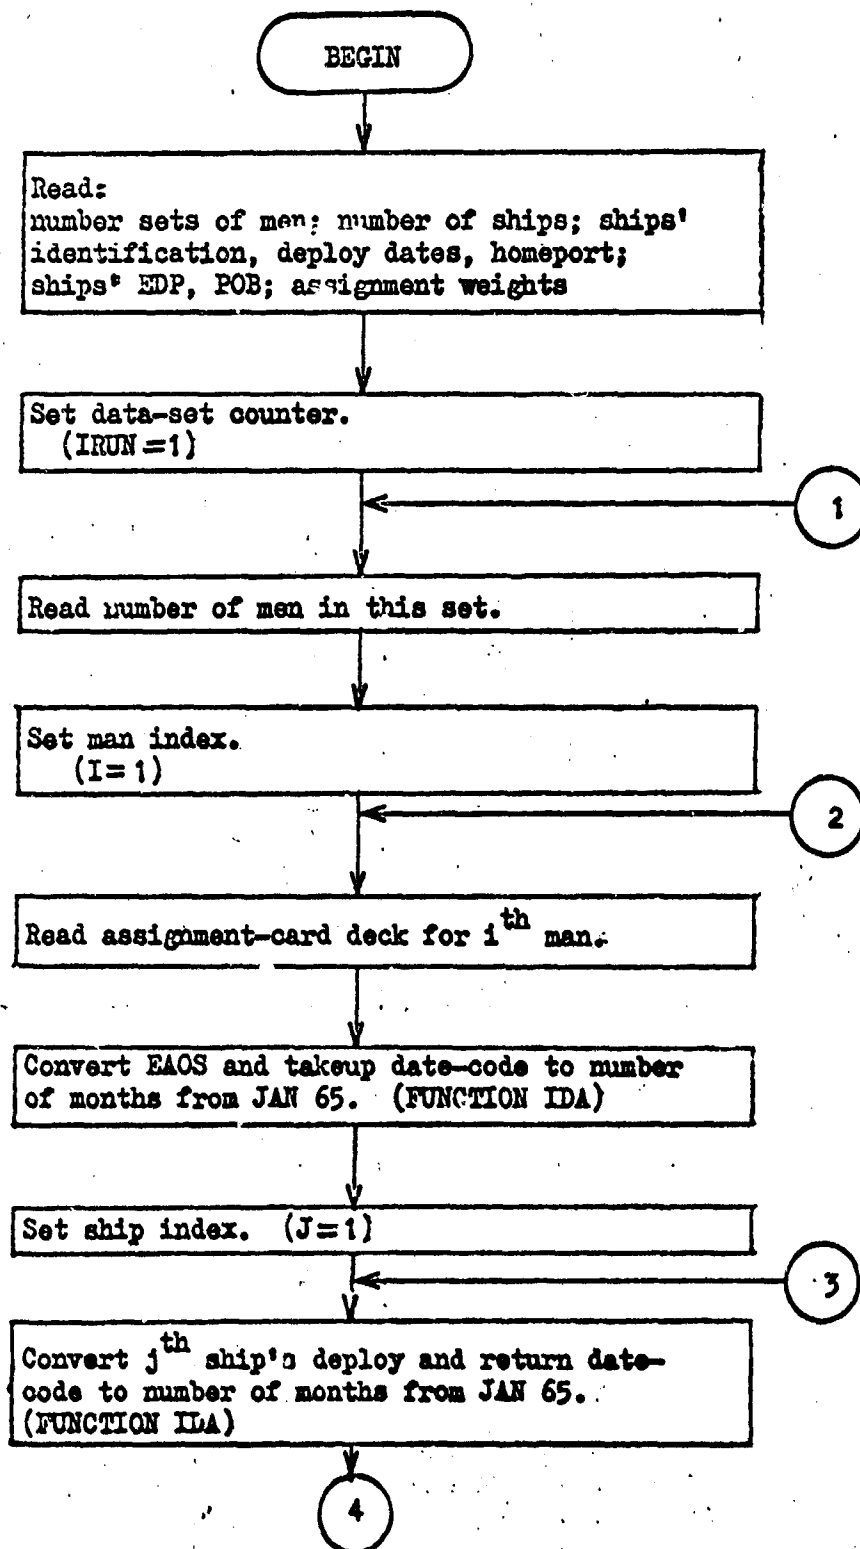 BEGIN
Read:
number sets of men; number of ships; ships'
identification, deploy dates, homeport;
ships' EDP, POB; assignment weights
Set data-set counter.
(IRUN=1)
1
Read number of men in this set.
Set man index.
(I=1)
2
Read assignment-card deck for ith man.
Convert EAOS and takeup date-code to number
of months from JAN 65. (FUNCTION IDA)
Set ship index. (J=1)
3
Convert jth ship's deploy and return date-
code to number of months from JAN 65.
(FUNCTION IDA)
4